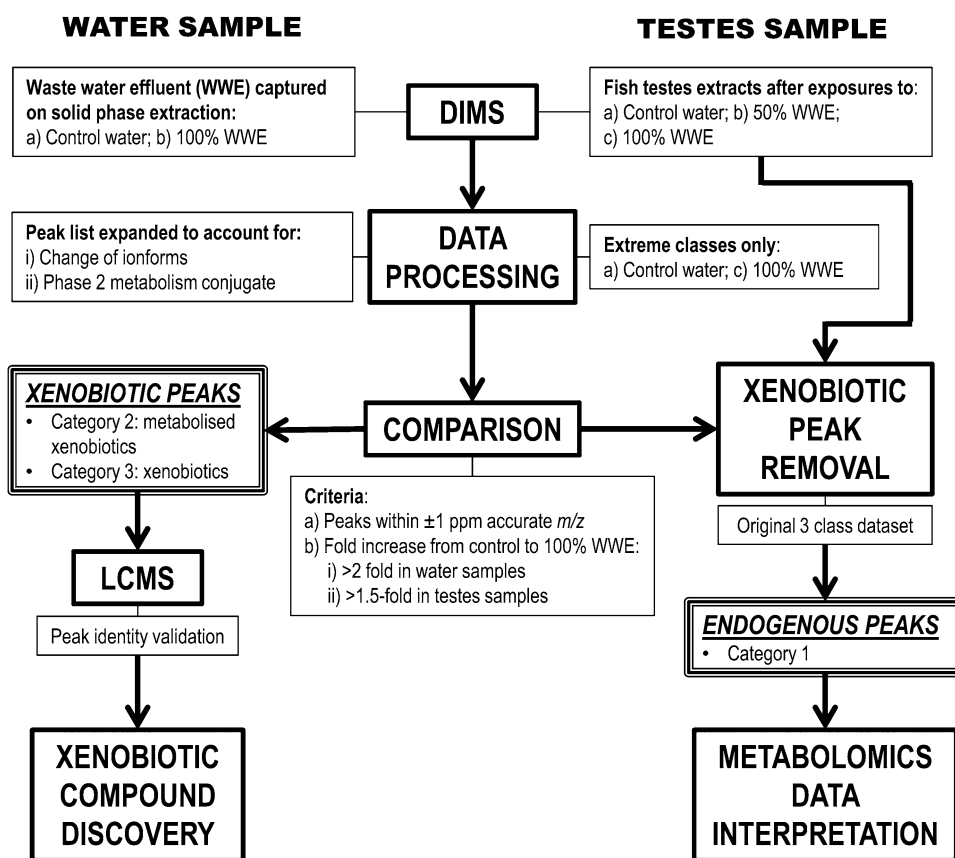 WATER SAMPLE
TESTES SAMPLE
Waste water effluent (WWE) captured
on solid phase extraction:
a) Control water; b) 100% WWE
DIMS
Fish testes extracts after exposures to:
a) Control water; b) 50% WWE;
c) 100% WWE
Peak list expanded to account for:
i) Change of ionforms
ii) Phase 2 metabolism conjugate
DATA
PROCESSING
Extreme classes only:
a) Control water; c) 100% WWE
XENOBIOTIC PEAKS
• Category 2: metabolised
xenobiotics
• Category 3: xenobiotics
COMPARISON
XENOBIOTIC
PEAK
REMOVAL
Criteria:
a) Peaks within ±1 ppm accurate m/z
b) Fold increase from control to 100% WWE:
i) >2 fold in water samples
ii) >1.5-fold in testes samples
Original 3 class dataset
LCMS
Peak identity validation
ENDOGENOUS PEAKS
• Category 1
XENOBIOTIC
COMPOUND
DISCOVERY
METABOLOMICS
DATA
INTERPRETATION